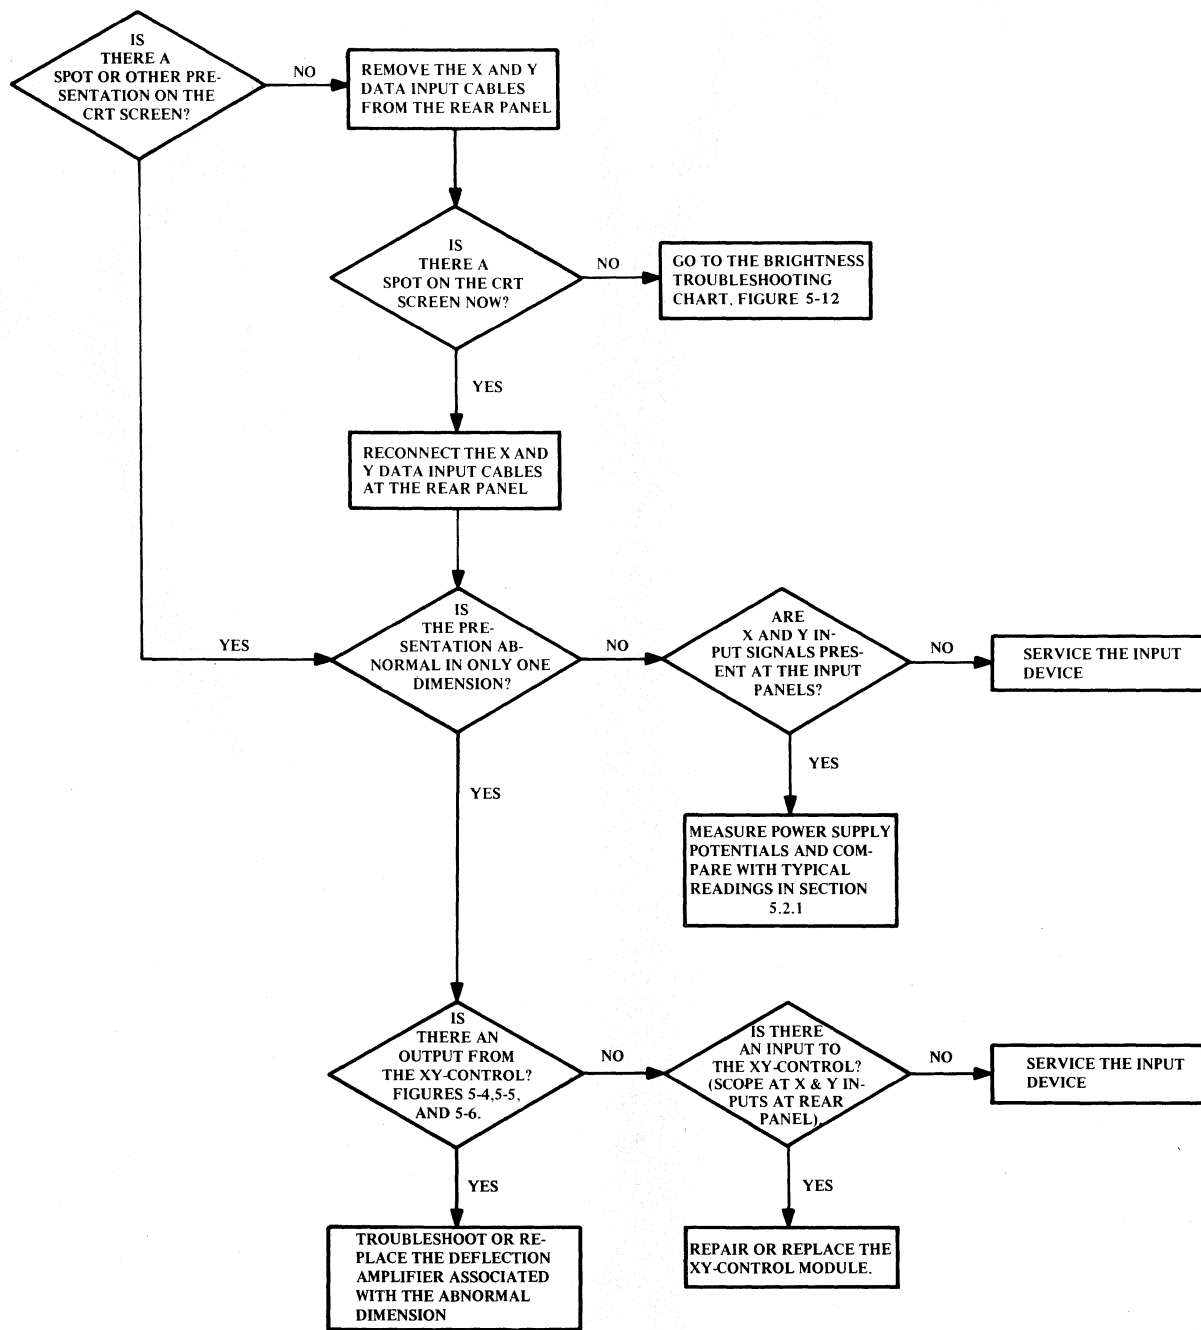 IS
THERE A
SPOT OR OTHER PRE-
SENTATION ON THE
CRT SCREEN?
NO
REMOVE THE X AND Y
DATA INPUT CABLES
FROM THE REAR PANEL
IS
THERE A
SPOT ON THE CRT
SCREEN NOW?
NO
GO TO THE BRIGHTNESS
TROUBLESHOOTING
CHART, FIGURE 5-12
YES
RECONNECT THE X AND
Y DATA INPUT CABLES
AT THE REAR PANEL
YES
IS
THE PRE-
SENTATION AB-
NORMAL IN ONLY ONE
DIMENSION?
NO
ARE
X AND Y IN-
PUT SIGNALS PRES-
ENT AT THE INPUT
PANELS?
NO
SERVICE THE INPUT
DEVICE
YES
MEASURE POWER SUPPLY
POTENTIALS AND COM-
PARE WITH TYPICAL
READINGS IN SECTION
5.2.1
YES
IS
THERE AN
OUTPUT FROM
THE XY-CONTROL?
FIGURES 5-4,5-5,
AND 5-6.
NO
IS THERE
AN INPUT TO
THE XY-CONTROL?
(SCOPE AT X & Y IN-
PUTS AT REAR
PANEL).
NO
SERVICE THE INPUT
DEVICE
YES
TROUBLESHOOT OR RE-
PLACE THE DEFLECTION
AMPLIFIER ASSOCIATED
WITH THE ABNORMAL
DIMENSION
YES
REPAIR OR REPLACE THE
XY-CONTROL MODULE.